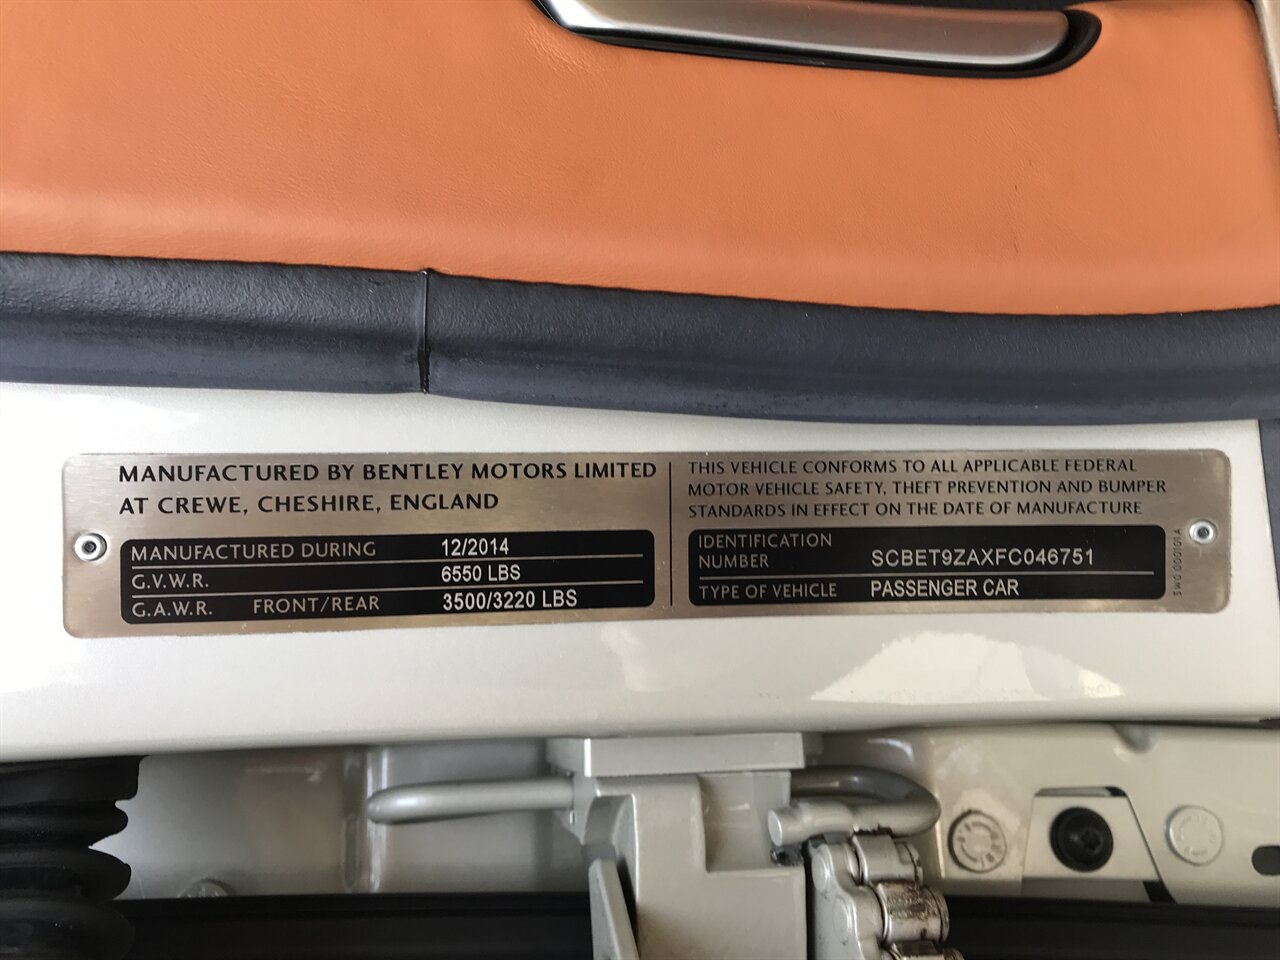 MANUFACTURED BY BENTLEY MOTORS LIMITED
AT CREWE, CHESHIRE, ENGLAND
MANUFACTURED DURING 12/2014
G.V.W.R. 6550 LBS
G.A.W.R. FRONT/REAR 3500/3220 LBS
THIS VEHICLE CONFORMS TO ALL APPLICABLE FEDERAL
MOTOR VEHICLE SAFETY, THEFT PREVENTION AND BUMPER
STANDARDS IN EFFECT ON THE DATE OF MANUFACTURE
IDENTIFICATION
NUMBER SCBET9ZAXFC046751
TYPE OF VEHICLE PASSENGER CAR